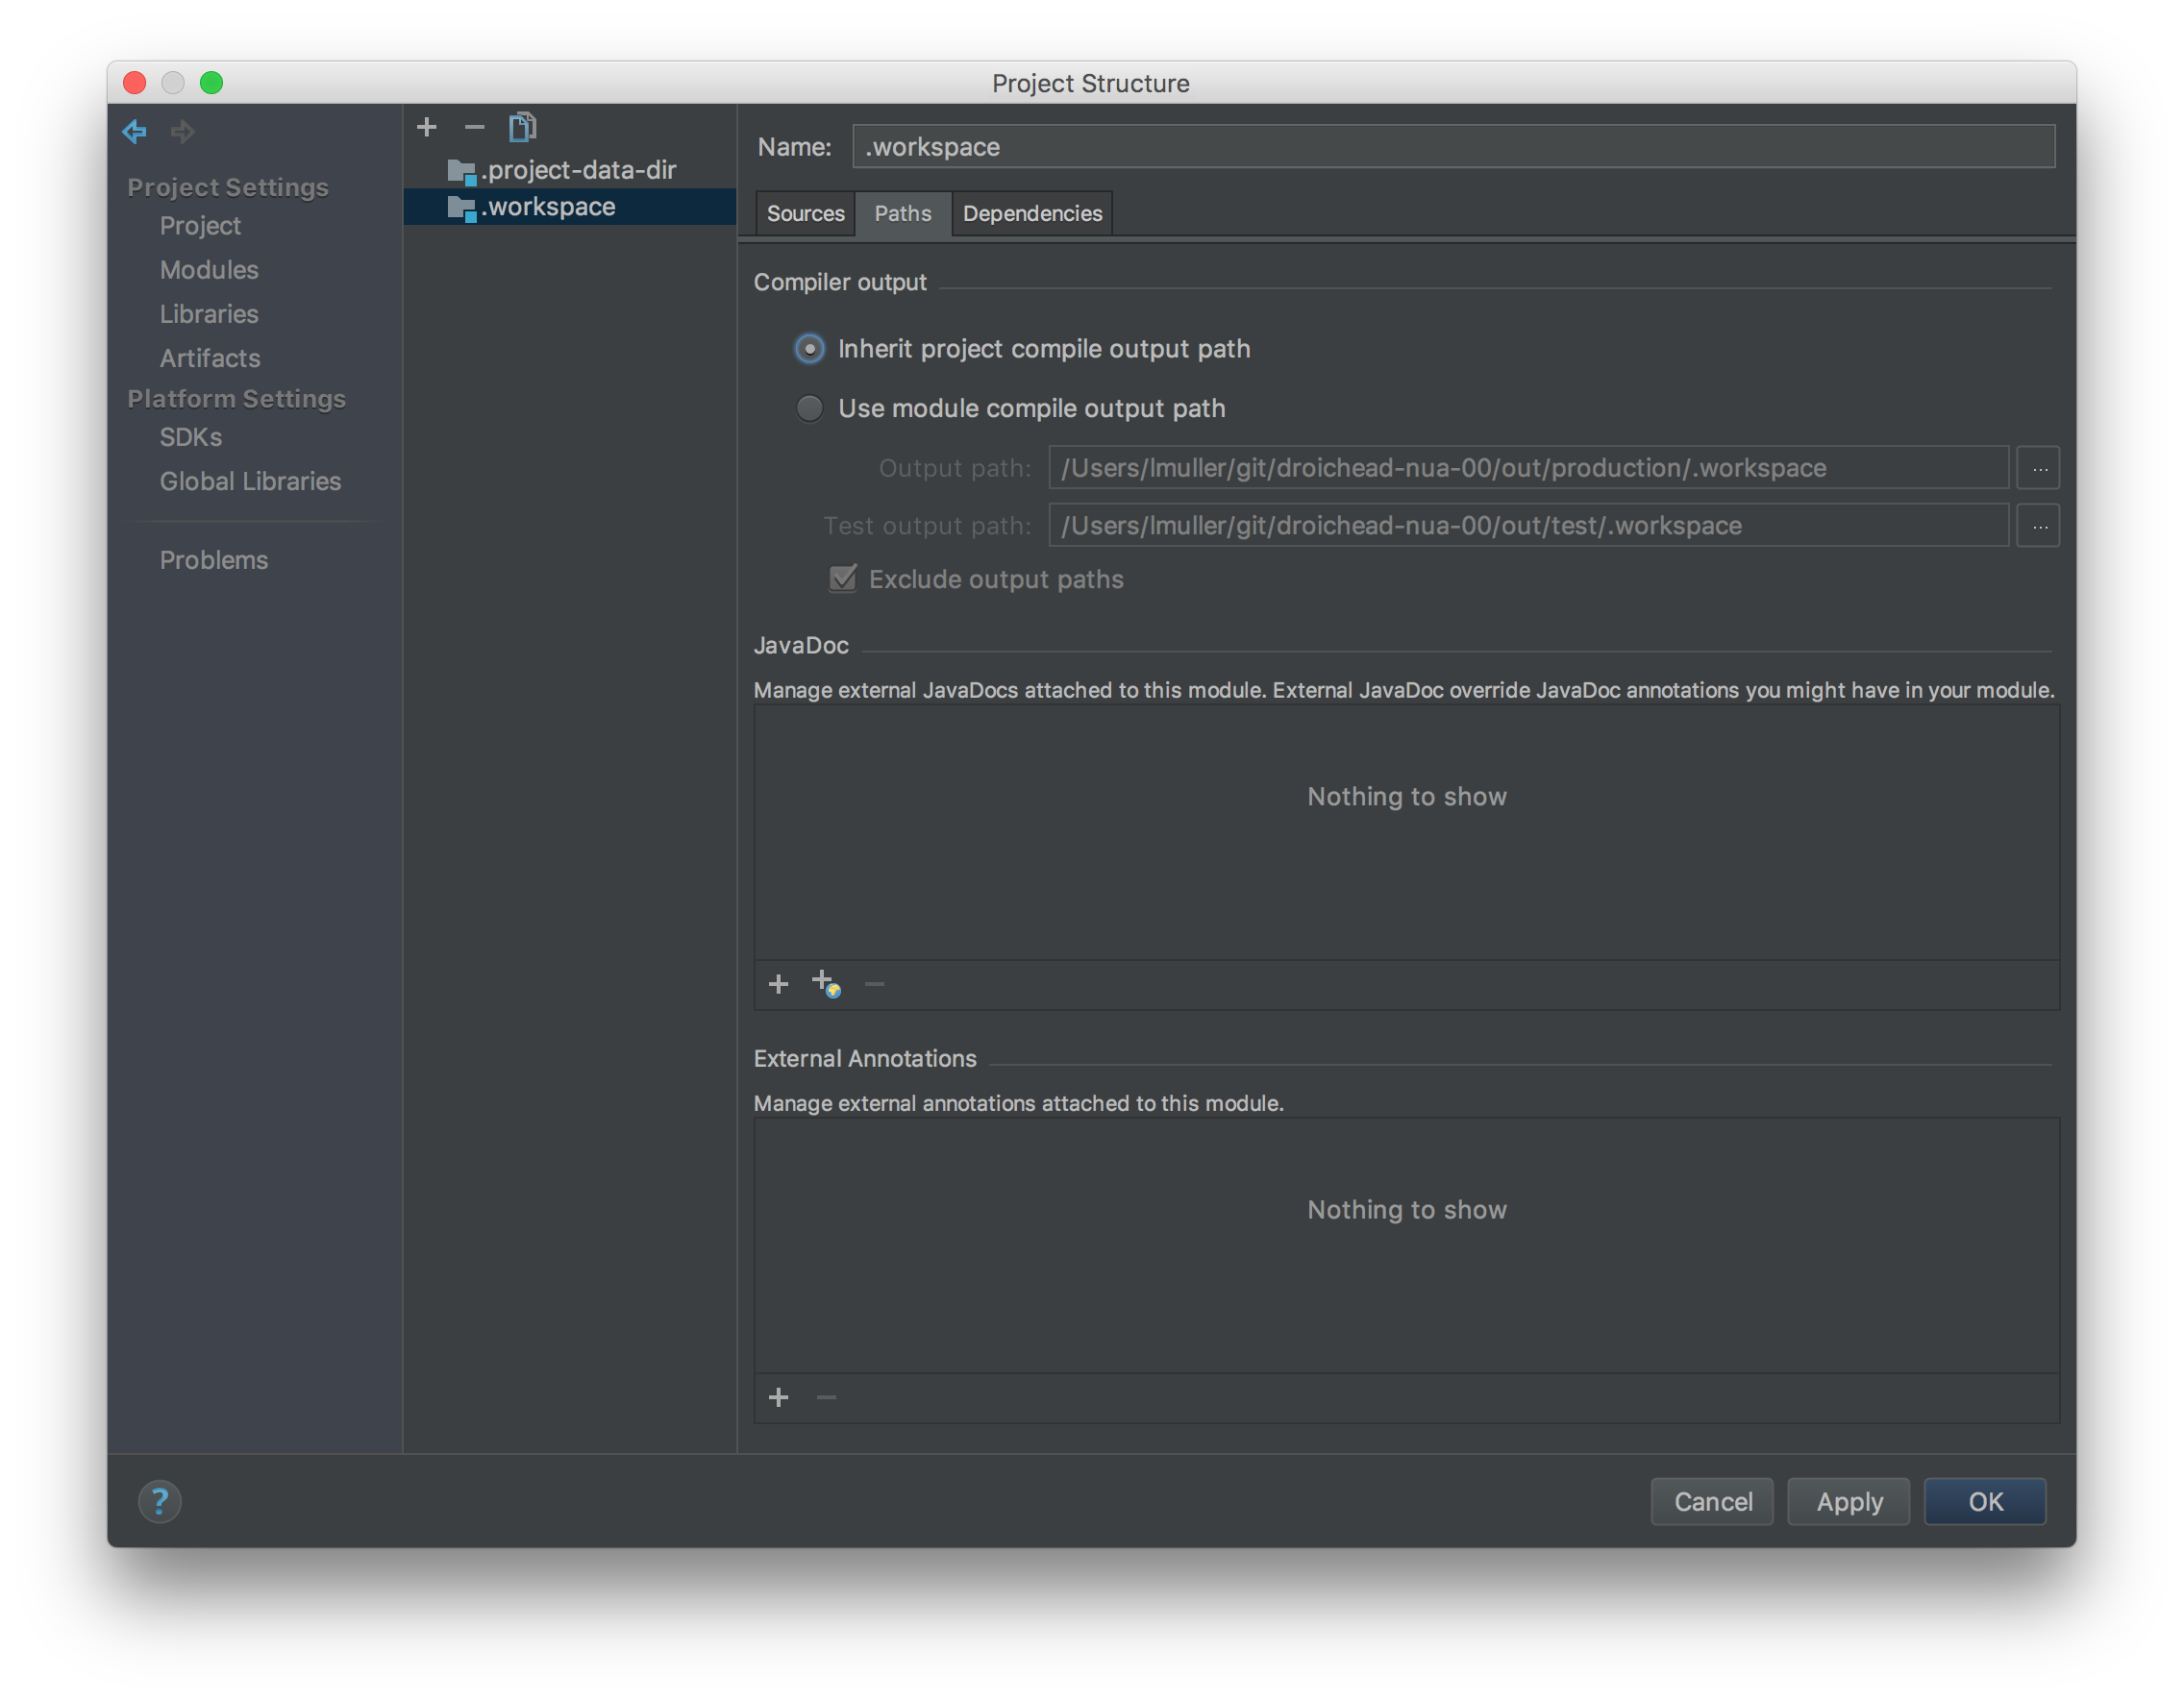 Project Structure
Project Settings
Project
Modules
Libraries
Artifacts
Platform Settings
SDKs
Global Libraries
Problems
.project-data-dir
.workspace
Name: .workspace
Sources Paths Dependencies
Compiler output
Inherit project compile output path
Use module compile output path
Output path: /Users/lmuller/git/droichead-nua-00/out/production/.workspace ...
Test output path: /Users/lmuller/git/droichead-nua-00/out/test/.workspace ...
Exclude output paths
JavaDoc
Manage external JavaDocs attached to this module. External JavaDoc override JavaDoc annotations you might have in your module.
Nothing to show
External Annotations
Manage external annotations attached to this module.
Nothing to show
? Cancel Apply OK